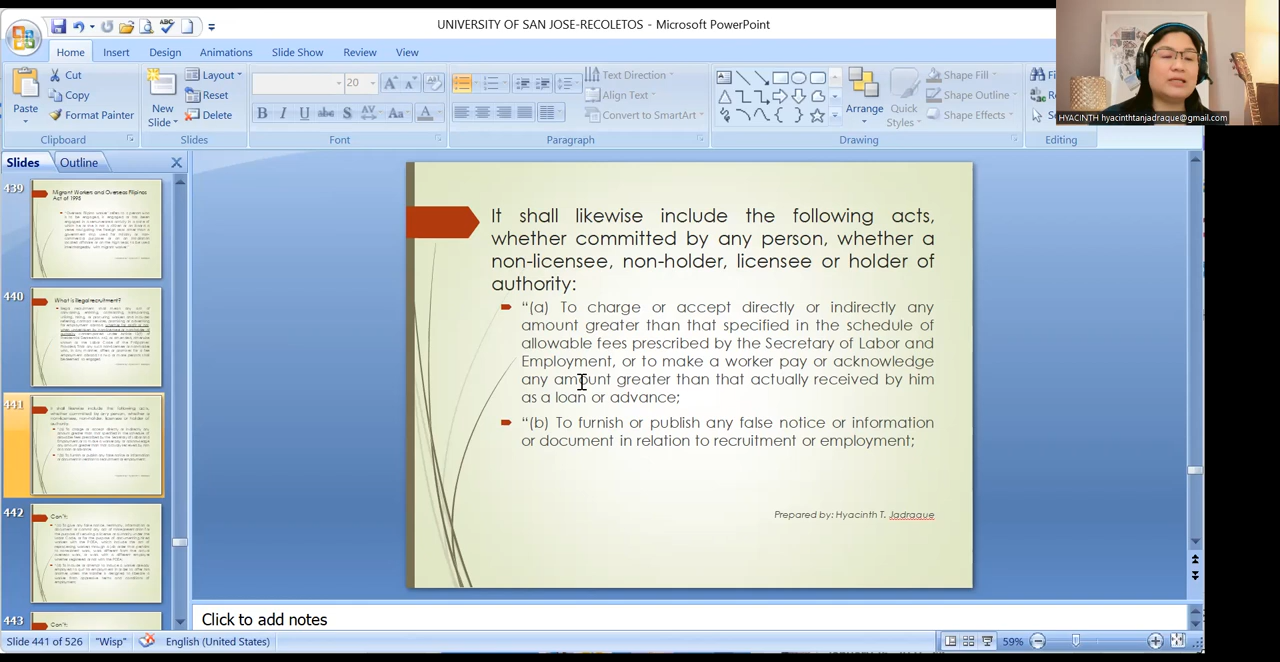 UNIVERSITY OF SAN JOSE-RECOLETOS - Microsoft PowerPoint
Home Insert Design Animations Slide Show Review View
Paste
Cut
Copy
Format Painter
Clipboard
New
Slide
Layout
Reset
Delete
Slides
20
B I U abc S AV Aa A
Font
Text Direction
Align Text
Convert to SmartArt
Paragraph
Arrange
Quick
Styles
Shape Fill
Shape Outline
Shape Effects
Drawing
Editing
HYACINTH hyacinthtanjadraque@gmail.com
Slides Outline
439
Migrant Workers and Overseas Filipinos
Act of 1995
440
What is illegal recruitment?
441
442
Con't:
443
It shall likewise include the following acts,
whether committed by any person, whether a
non-licensee, non-holder, licensee or holder of
authority:
"(a) To charge or accept directly or indirectly any
amount greater than that specified in the schedule of
allowable fees prescribed by the Secretary of Labor and
Employment, or to make a worker pay or acknowledge
any amount greater than that actually received by him
as a loan or advance;
"(b) To furnish or publish any false notice or information
or document in relation to recruitment or employment;
Prepared by: Hyacinth T. Jadraque
Click to add notes
Slide 441 of 526 "Wisp" English (United States) 59%